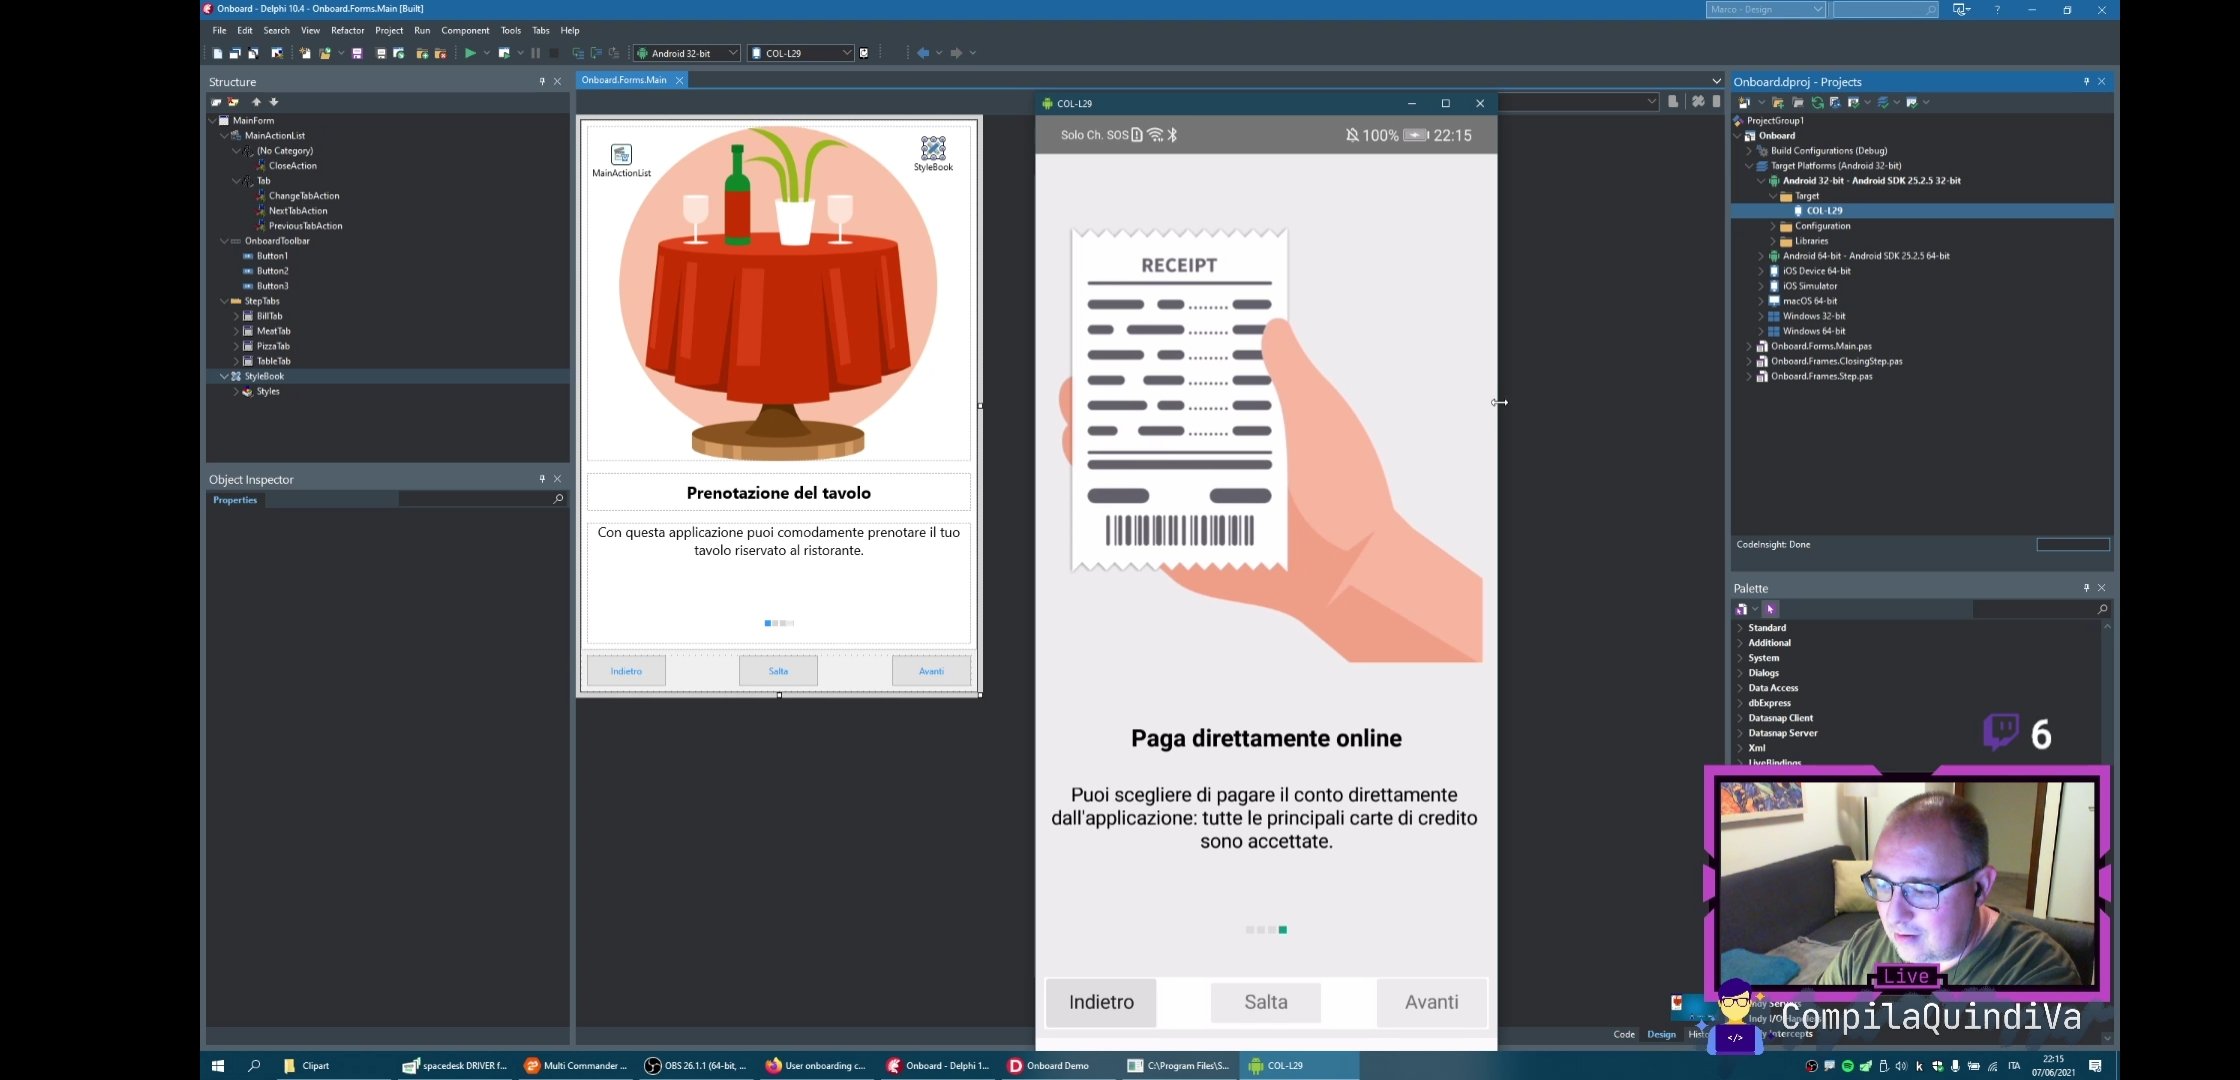 Onboard - Delphi 10.4 - Onboard.Forms.Main [Built]
Marco - Design
File Edit Search View Refactor Project Run Component Tools Tabs Help
Android 32-bit
COL-L29
Structure
MainForm
MainActionList
(No Category)
CloseAction
Tab
ChangeTabAction
NextTabAction
PreviousTabAction
OnboardToolbar
Button1
Button2
Button3
StepTabs
BillTab
MeatTab
PizzaTab
TableTab
StyleBook
Styles
Object Inspector
Properties
Onboard.Forms.Main
MainActionList
StyleBook
Prenotazione del tavolo
Con questa applicazione puoi comodamente prenotare il tuo
tavolo riservato al ristorante.
Indietro Salta Avanti
COL-L29
Solo Ch. SOS 100% 22:15
RECEIPT
Paga direttamente online
Puoi scegliere di pagare il conto direttamente
dall'applicazione: tutte le principali carte di credito
sono accettate.
Indietro Salta Avanti
Onboard.dproj - Projects
ProjectGroup1
Onboard
Build Configurations (Debug)
Target Platforms (Android 32-bit)
Android 32-bit - Android SDK 25.2.5 32-bit
Target
COL-L29
Configuration
Libraries
Android 64-bit - Android SDK 25.2.5 64-bit
iOS Device 64-bit
iOS Simulator
macOS 64-bit
Windows 32-bit
Windows 64-bit
Onboard.Forms.Main.pas
Onboard.Frames.ClosingStep.pas
Onboard.Frames.Step.pas
CodeInsight: Done
Palette
Standard
Additional
System
Dialogs
Data Access
dbExpress
Datasnap Client
Datasnap Server
Xml
LiveBindings
6
Live
Indy I/O
CompilaQuindiVa
</>
Code Design
Clipart
spacedesk DRIVER f...
Multi Commander ...
OBS 26.1.1 (64-bit, ...
User onboarding c...
Onboard - Delphi 1...
Onboard Demo
C:\Program Files\S...
COL-L29
ITA
22:15
07/06/2021